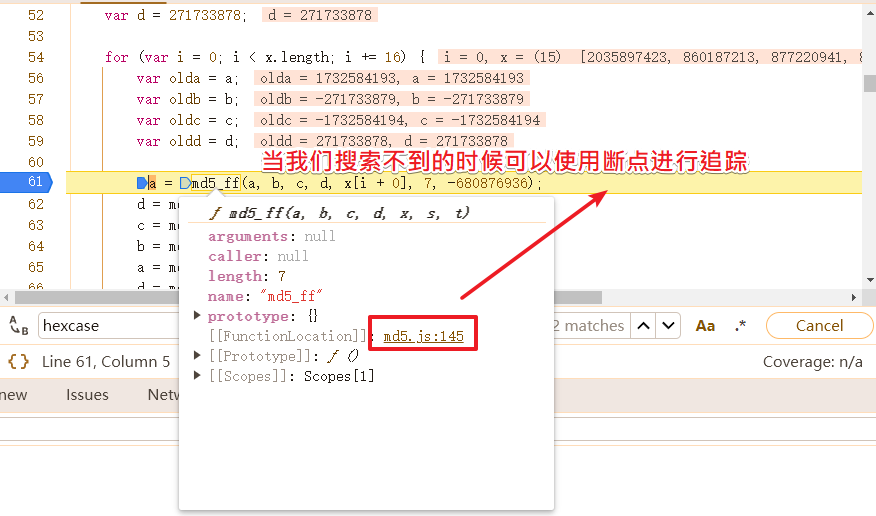 52 var d = 271733878; d = 271733878
53
54 for (var i = 0; i < x.length; i += 16) { i = 0, x = (15) [2035897423, 860187213, 877220941, 8
56 var olda = a; olda = 1732584193, a = 1732584193
57 var oldb = b; oldb = -271733879, b = -271733879
58 var oldc = c; oldc = -1732584194, c = -1732584194
59 var oldd = d; oldd = 271733878, d = 271733878
60
当我们搜索不到的时候可以使用断点进行追踪
61 a = md5_ff(a, b, c, d, x[i + 0], 7, -680876936);
62 d = m
63 c = m
64 b = m
65 a = m
66
ƒ md5_ff(a, b, c, d, x, s, t)
arguments: null
caller: null
length: 7
name: "md5_ff"
prototype: {}
[[FunctionLocation]]: md5.js:145
[[Prototype]]: ƒ ()
[[Scopes]]: Scopes[1]
hexcase
2 matches Aa .* Cancel
{} Line 61, Column 5 Coverage: n/a
new Issues Netw